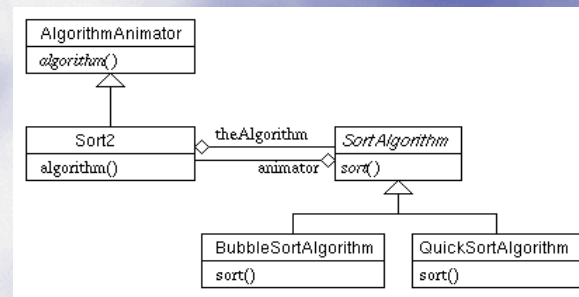 AlgorithmAnimator
algorithm()
Sort2
algorithm()
theAlgorithm
animator
SortAlgorithm
sort()
BubbleSortAlgorithm
sort()
QuickSortAlgorithm
sort()